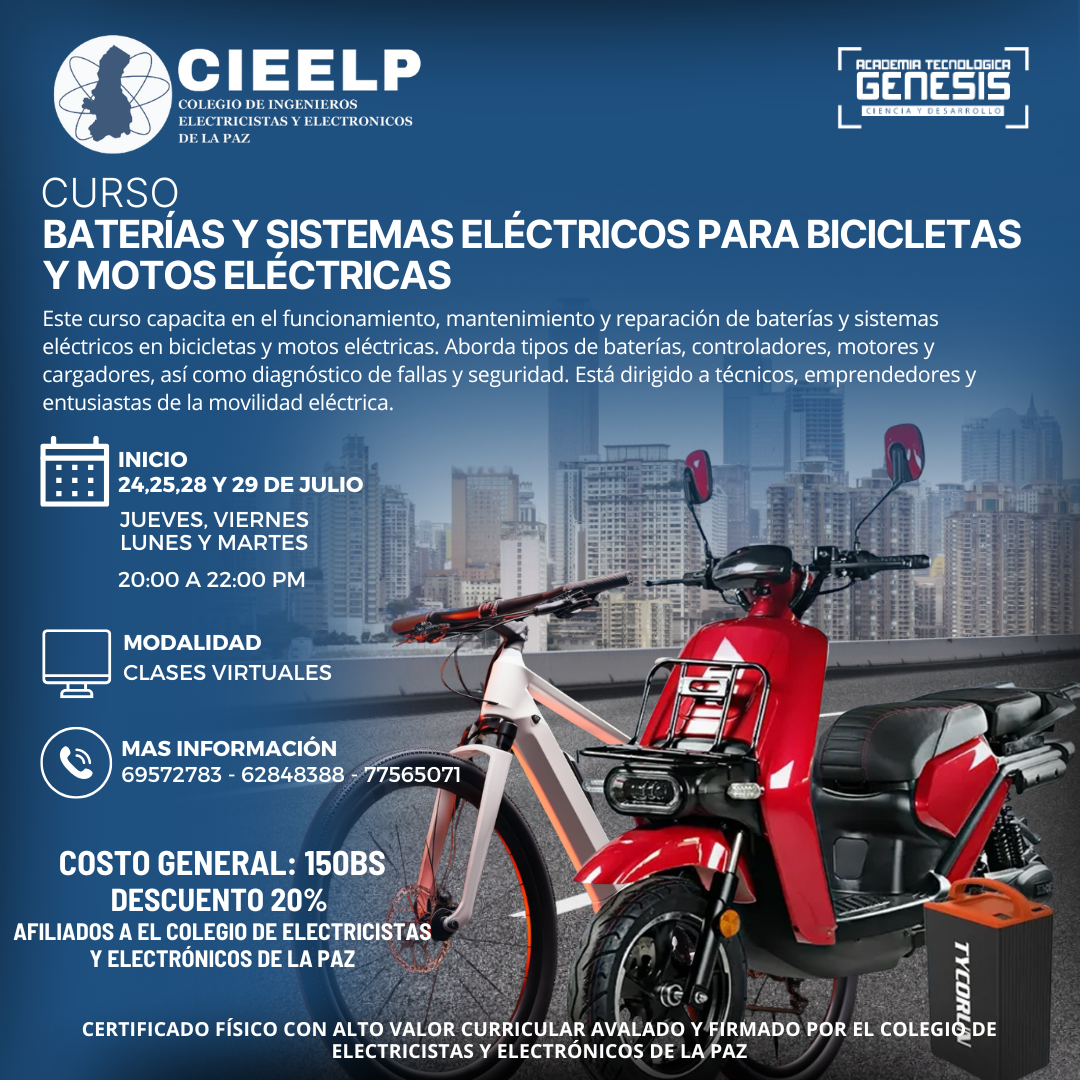 CIEELP
COLEGIO DE INGENIEROS
ELECTRICISTAS Y ELECTRONICOS
DE LA PAZ
ACADEMIA TECNOLOGICA
GENESIS
CIENCIA Y DESARROLLO
CURSO
BATERÍAS Y SISTEMAS ELÉCTRICOS PARA BICICLETAS
Y MOTOS ELÉCTRICAS
Este curso capacita en el funcionamiento, mantenimiento y reparación de baterías y sistemas
eléctricos en bicicletas y motos eléctricas. Aborda tipos de baterías, controladores, motores y
cargadores, así como diagnóstico de fallas y seguridad. Está dirigido a técnicos, emprendedores y
entusiastas de la movilidad eléctrica.
INICIO
24,25,28 Y 29 DE JULIO
JUEVES, VIERNES
LUNES Y MARTES
20:00 A 22:00 PM
MODALIDAD
CLASES VIRTUALES
MAS INFORMACIÓN
69572783 - 62848388 - 77565071
COSTO GENERAL: 150BS
DESCUENTO 20%
AFILIADOS A EL COLEGIO DE ELECTRICISTAS
Y ELECTRÓNICOS DE LA PAZ
TYCORUN
CERTIFICADO FÍSICO CON ALTO VALOR CURRICULAR AVALADO Y FIRMADO POR EL COLEGIO DE
ELECTRICISTAS Y ELECTRÓNICOS DE LA PAZ